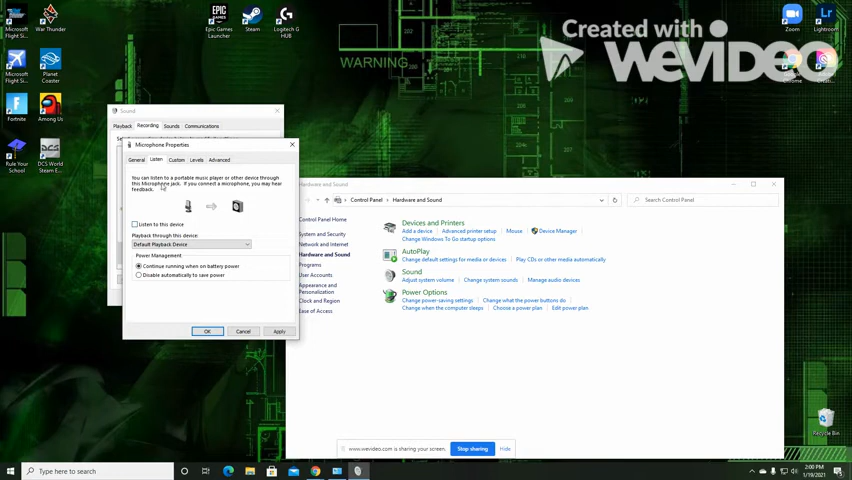 Created with
WeVideo
WARNING
Microsoft
Flight Si...
War Thunder
Epic Games
Launcher
Steam
Logitech G
HUB
Zoom
Lightroom
Microsoft
Flight Si...
Planet
Coaster
Fortnite
Among Us
Rocket
League
DCS World
Steam E...
Recycle Bin
Sound
Playback
Recording
Sounds
Communications
Microphone Properties
General
Listen
Custom
Levels
Advanced
You can listen to a portable music player or other device through
this Microphone jack. If you connect a microphone, you may hear
feedback.
Listen to this device
Playback through this device:
Default Playback Device
Power Management
Continue running when on battery power
Disable automatically to save power
OK
Cancel
Apply
Hardware and Sound
Control Panel > Hardware and Sound
Search Control Panel
Control Panel Home
System and Security
Network and Internet
Hardware and Sound
Programs
User Accounts
Appearance and
Personalization
Clock and Region
Ease of Access
Devices and Printers
Add a device
Advanced printer setup
Mouse
Device Manager
Change Windows To Go startup options
AutoPlay
Change default settings for media or devices
Play CDs or other media automatically
Sound
Adjust system volume
Change system sounds
Manage audio devices
Power Options
Change power-saving settings
Change what the power buttons do
Change when the computer sleeps
Choose a power plan
Edit power plan
www.wevideo.com is sharing your screen.
Stop sharing
Hide
Type here to search
2:00 PM
1/19/2021